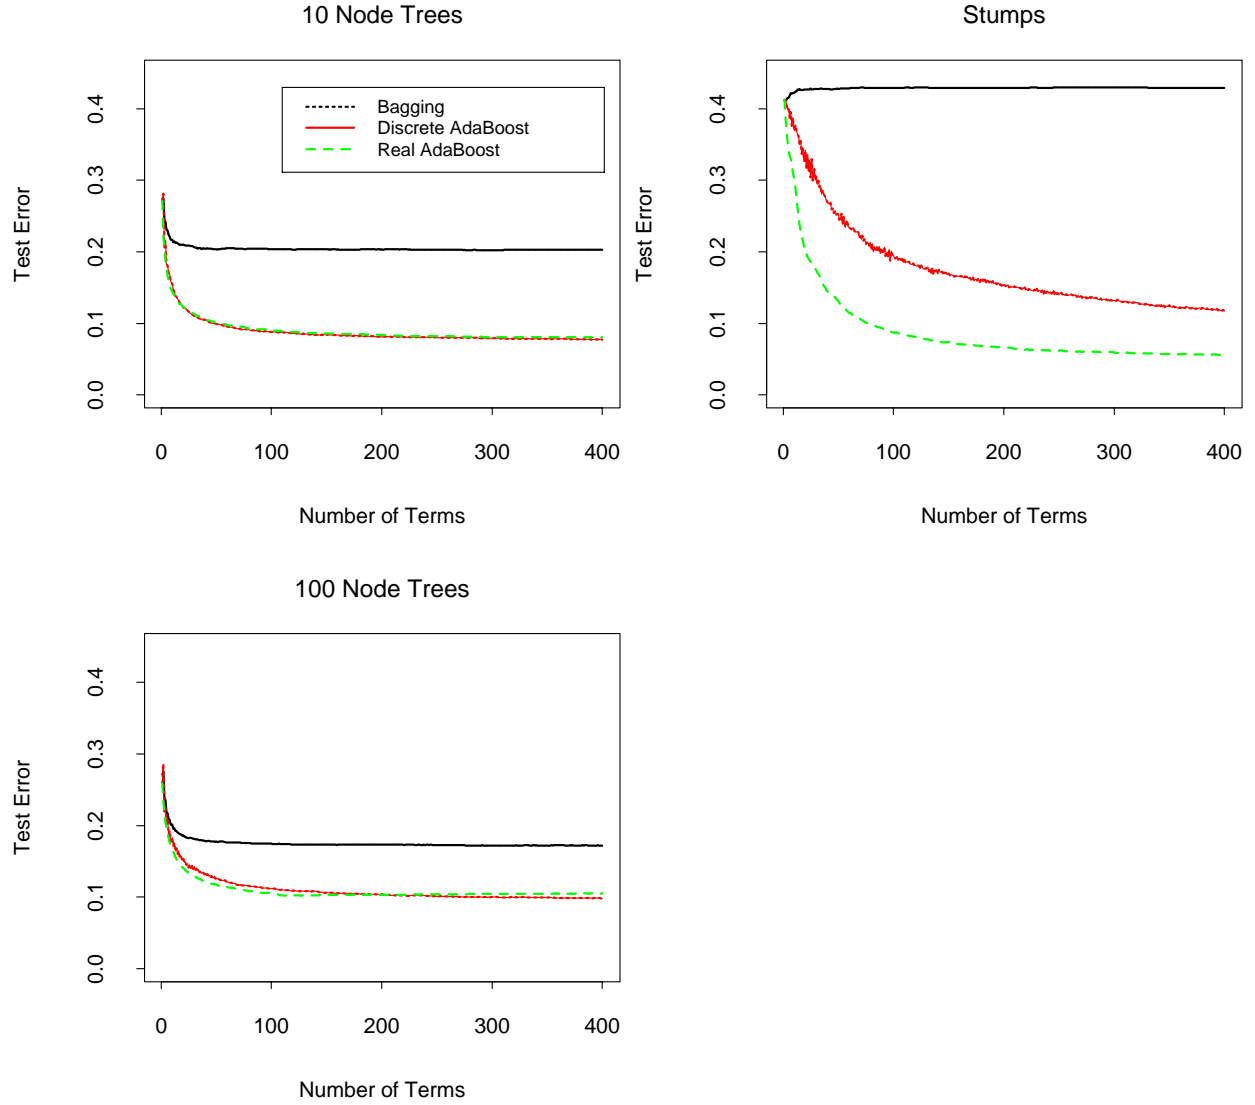 10 Node Trees
Test Error
0.0 0.1 0.2 0.3 0.4
Bagging
Discrete AdaBoost
Real AdaBoost
0 100 200 300 400
Number of Terms
Stumps
Test Error
0.0 0.1 0.2 0.3 0.4
0 100 200 300 400
Number of Terms
100 Node Trees
Test Error
0.0 0.1 0.2 0.3 0.4
0 100 200 300 400
Number of Terms